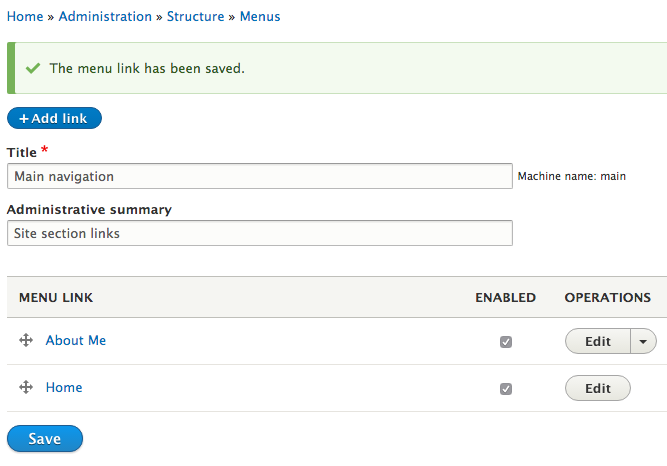 Home » Administration » Structure » Menus
The menu link has been saved.
+ Add link
Title *
Main navigation Machine name: main
Administrative summary
Site section links
MENU LINK ENABLED OPERATIONS
About Me Edit
Home Edit
Save